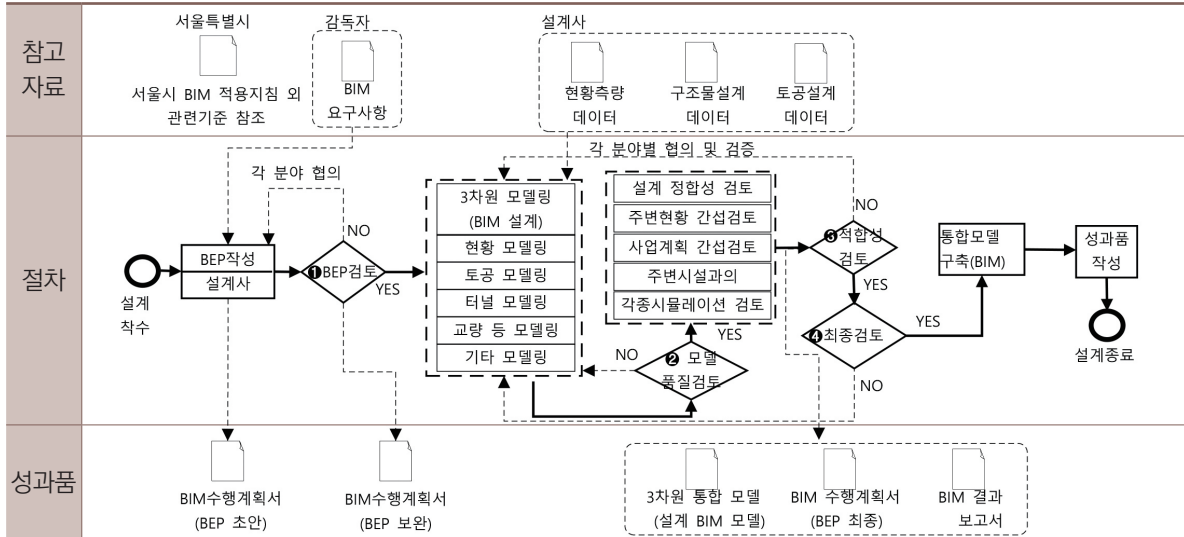 참고
자료
서울특별시
서울시 BIM 적용지침 외
관련기준 참조
감독자
BIM
요구사항
설계사
현황측량
데이터
구조물설계
데이터
토공설계
데이터
절차
각 분야 협의
각 분야별 협의 및 검증
설계
착수
BEP작성
설계사
❶BEP검토
NO
YES
3차원 모델링
(BIM 설계)
현황 모델링
토공 모델링
터널 모델링
교량 등 모델링
기타 모델링
설계 정합성 검토
주변현황 간섭검토
사업계획 간섭검토
주변시설과의
각종시뮬레이션 검토
NO
YES
❷ 모델
품질검토
NO
❸적합성
검토
YES
❹최종검토
YES
NO
통합모델
구축(BIM)
성과품
작성
설계종료
성과품
BIM수행계획서
(BEP 초안)
BIM수행계획서
(BEP 보완)
3차원 통합 모델
(설계 BIM 모델)
BIM 수행계획서
(BEP 최종)
BIM 결과
보고서